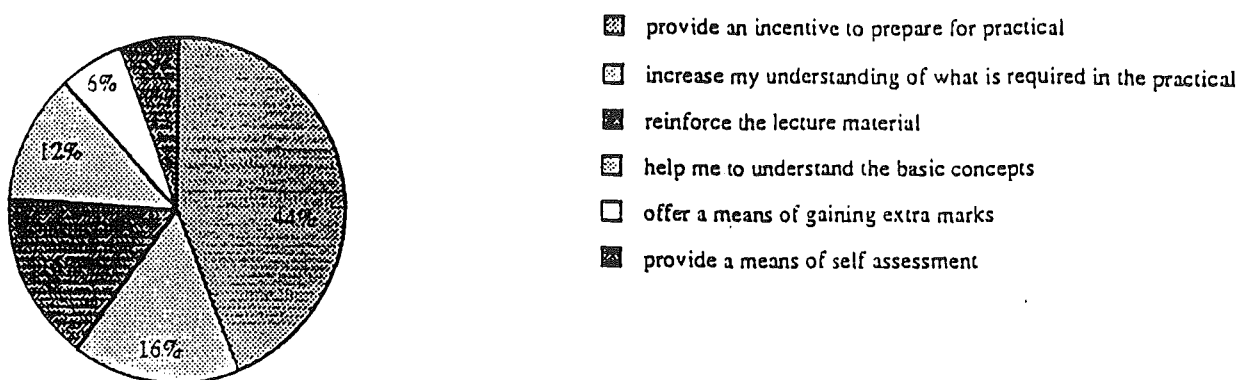 provide an incentive to prepare for practical
increase my understanding of what is required in the practical
reinforce the lecture material
help me to understand the basic concepts
offer a means of gaining extra marks
provide a means of self assessment
6%
12%
44%
16%